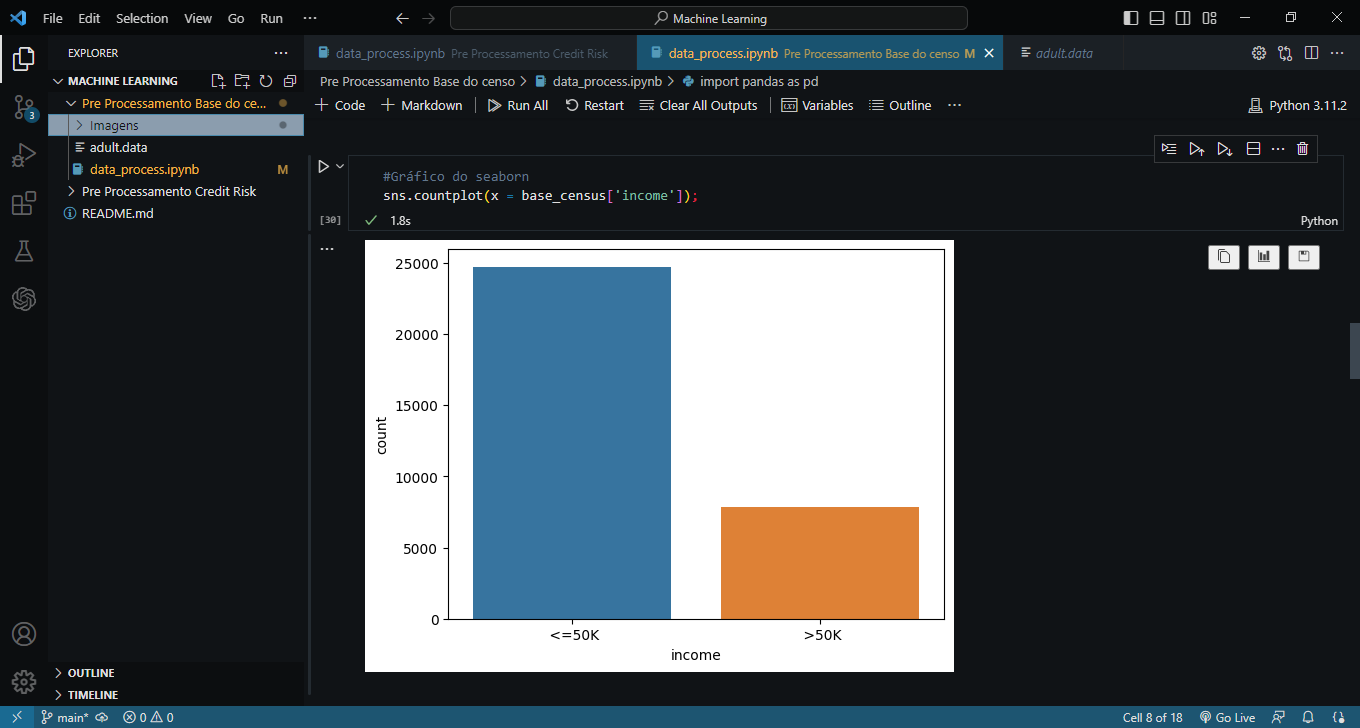 File Edit Selection View Go Run ··· Machine Learning
EXPLORER ···
data_process.ipynb Pre Processamento Credit Risk
data_process.ipynb Pre Processamento Base do censo M
adult.data
MACHINE LEARNING
Pre Processamento Base do ce...
Imagens
adult.data
data_process.ipynb M
Pre Processamento Credit Risk
README.md
Pre Processamento Base do censo > data_process.ipynb > import pandas as pd
+ Code + Markdown | Run All Restart Clear All Outputs | Variables Outline ··· Python 3.11.2
#Gráfico do seaborn
sns.countplot(x = base_census['income']);
[30] 1.8s Python
25000
20000
15000
10000
5000
0
count
<=50K >50K
income
OUTLINE
TIMELINE
3
main* 0 0 Cell 8 of 18 Go Live